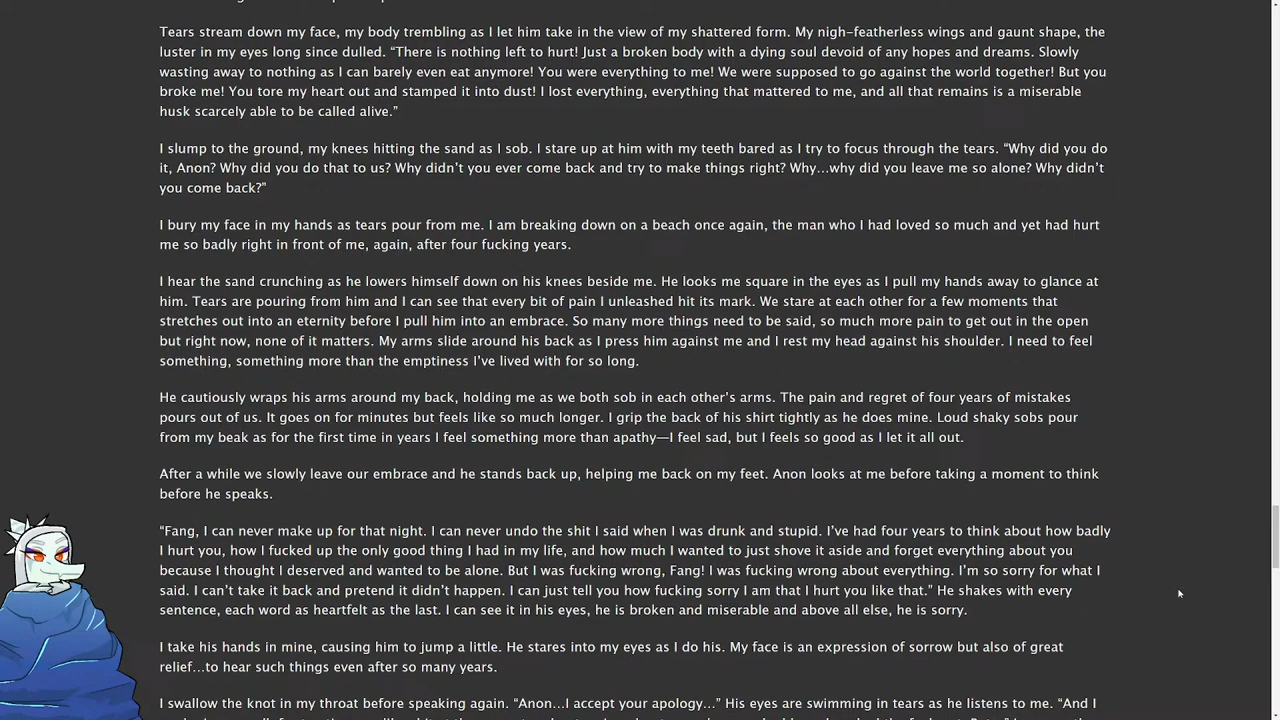 Tears stream down my face, my body trembling as I let him take in the view of my shattered form. My nigh-featherless wings and gaunt shape, the
luster in my eyes long since dulled. “There is nothing left to hurt! Just a broken body with a dying soul devoid of any hopes and dreams. Slowly
wasting away to nothing as I can barely even eat anymore! You were everything to me! We were supposed to go against the world together! But you
broke me! You tore my heart out and stamped it into dust! I lost everything, everything that mattered to me, and all that remains is a miserable
husk scarcely able to be called alive.”
I slump to the ground, my knees hitting the sand as I sob. I stare up at him with my teeth bared as I try to focus through the tears. “Why did you do
it, Anon? Why did you do that to us? Why didn’t you ever come back and try to make things right? Why…why did you leave me so alone? Why didn’t
you come back?”
I bury my face in my hands as tears pour from me. I am breaking down on a beach once again, the man who I had loved so much and yet had hurt
me so badly right in front of me, again, after four fucking years.
I hear the sand crunching as he lowers himself down on his knees beside me. He looks me square in the eyes as I pull my hands away to glance at
him. Tears are pouring from him and I can see that every bit of pain I unleashed hit its mark. We stare at each other for a few moments that
stretches out into an eternity before I pull him into an embrace. So many more things need to be said, so much more pain to get out in the open
but right now, none of it matters. My arms slide around his back as I press him against me and I rest my head against his shoulder. I need to feel
something, something more than the emptiness I’ve lived with for so long.
He cautiously wraps his arms around my back, holding me as we both sob in each other’s arms. The pain and regret of four years of mistakes
pours out of us. It goes on for minutes but feels like so much longer. I grip the back of his shirt tightly as he does mine. Loud shaky sobs pour
from my beak as for the first time in years I feel something more than apathy—I feel sad, but I feels so good as I let it all out.
After a while we slowly leave our embrace and he stands back up, helping me back on my feet. Anon looks at me before taking a moment to think
before he speaks.
“Fang, I can never make up for that night. I can never undo the shit I said when I was drunk and stupid. I’ve had four years to think about how badly
I hurt you, how I fucked up the only good thing I had in my life, and how much I wanted to just shove it aside and forget everything about you
because I thought I deserved and wanted to be alone. But I was fucking wrong, Fang! I was fucking wrong about everything. I’m so sorry for what I
said. I can’t take it back and pretend it didn’t happen. I can just tell you how fucking sorry I am that I hurt you like that.” He shakes with every
sentence, each word as heartfelt as the last. I can see it in his eyes, he is broken and miserable and above all else, he is sorry.
I take his hands in mine, causing him to jump a little. He stares into my eyes as I do his. My face is an expression of sorrow but also of great
relief…to hear such things even after so many years.
I swallow the knot in my throat before speaking again. “Anon…I accept your apology…” His eyes are swimming in tears as he listens to me. “And I